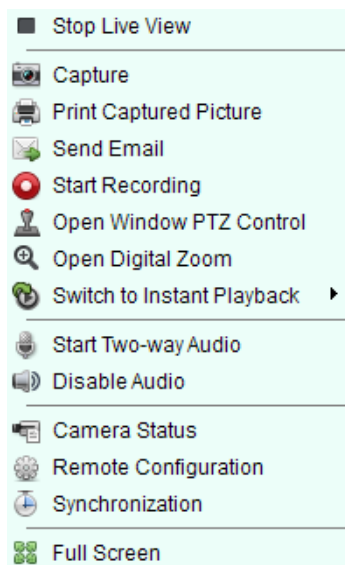 Stop Live View
Capture
Print Captured Picture
Send Email
Start Recording
Open Window PTZ Control
Open Digital Zoom
Switch to Instant Playback
Start Two-way Audio
Disable Audio
Camera Status
Remote Configuration
Synchronization
Full Screen